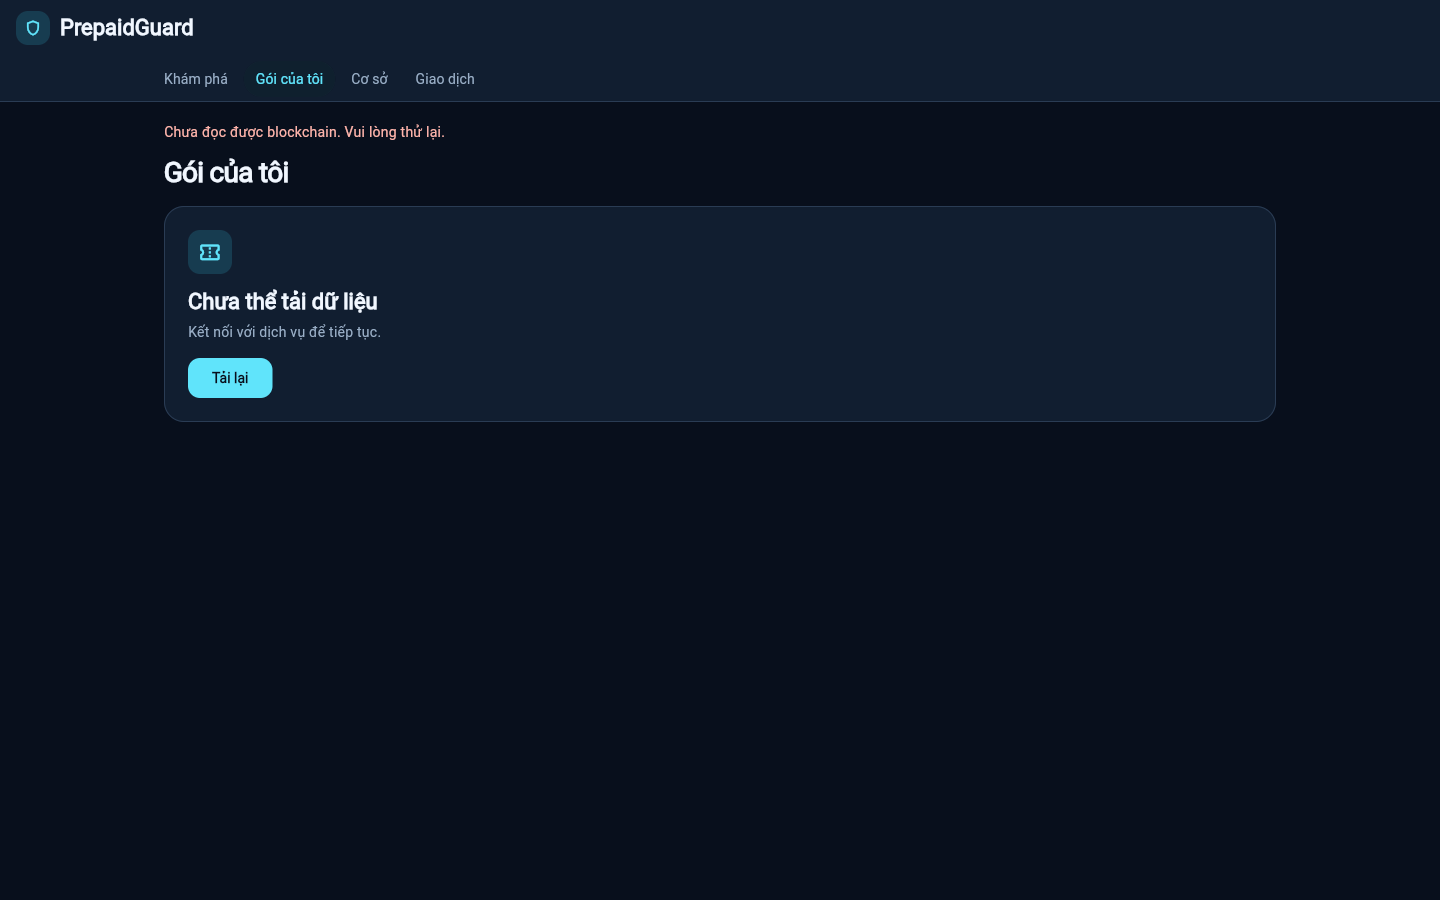 PrepaidGuard
Khám phá
Gói của tôi
Cơ sở
Giao dịch
Chưa đọc được blockchain. Vui lòng thử lại.
Gói của tôi
Chưa thể tải dữ liệu
Kết nối với dịch vụ để tiếp tục.
Tải lại